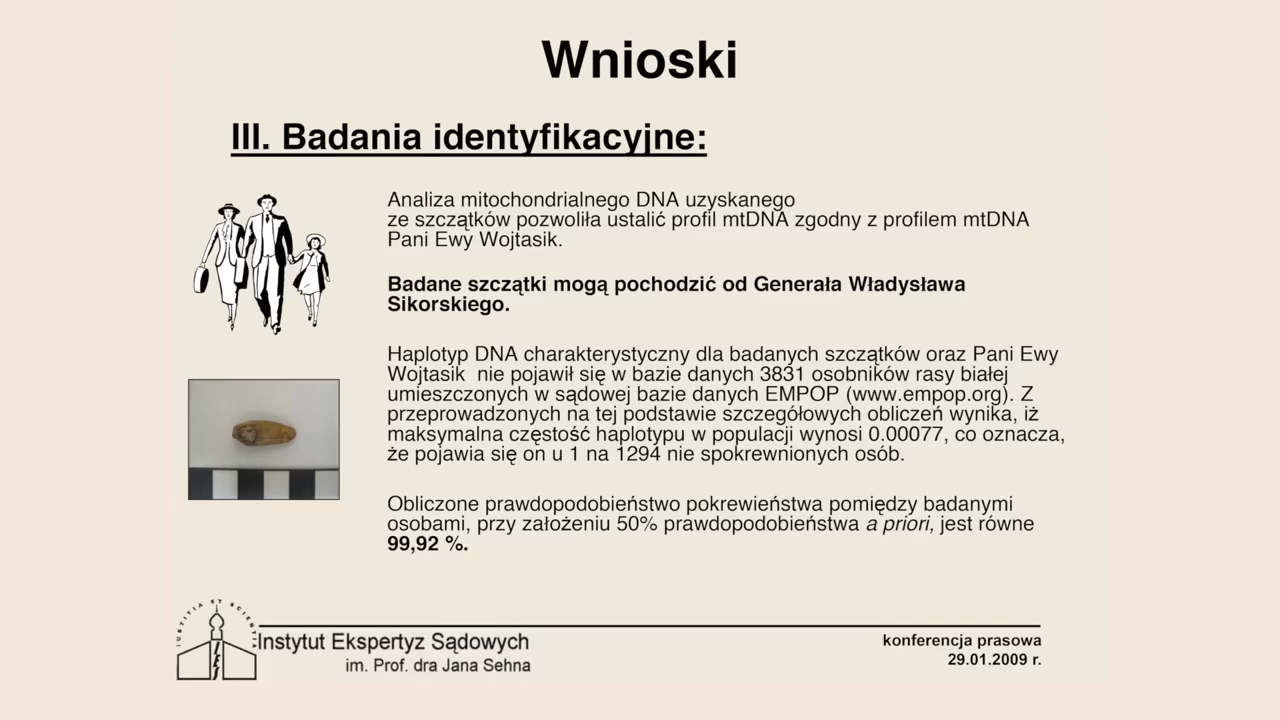 Wnioski
III. Badania identyfikacyjne:
Analiza mitochondrialnego DNA uzyskanego
ze szczątków pozwoliła ustalić profil mtDNA zgodny z profilem mtDNA
Pani Ewy Wojtasik.
Badane szczątki mogą pochodzić od Generała Władysława
Sikorskiego.
Haplotyp DNA charakterystyczny dla badanych szczątków oraz Pani Ewy
Wojtasik nie pojawił się w bazie danych 3831 osobników rasy białej
umieszczonych w sądowej bazie danych EMPOP (www.empop.org). Z
przeprowadzonych na tej podstawie szczegółowych obliczeń wynika, iż
maksymalna częstość haplotypu w populacji wynosi 0.00077, co oznacza,
że pojawia się on u 1 na 1294 nie spokrewnionych osób.
Obliczone prawdopodobieństwo pokrewieństwa pomiędzy badanymi
osobami, przy założeniu 50% prawdopodobieństwa a priori, jest równe
99,92 %.
IUSTITIA ET SCIENTIA
IES
Instytut Ekspertyz Sądowych
im. Prof. dra Jana Sehna
konferencja prasowa
29.01.2009 r.